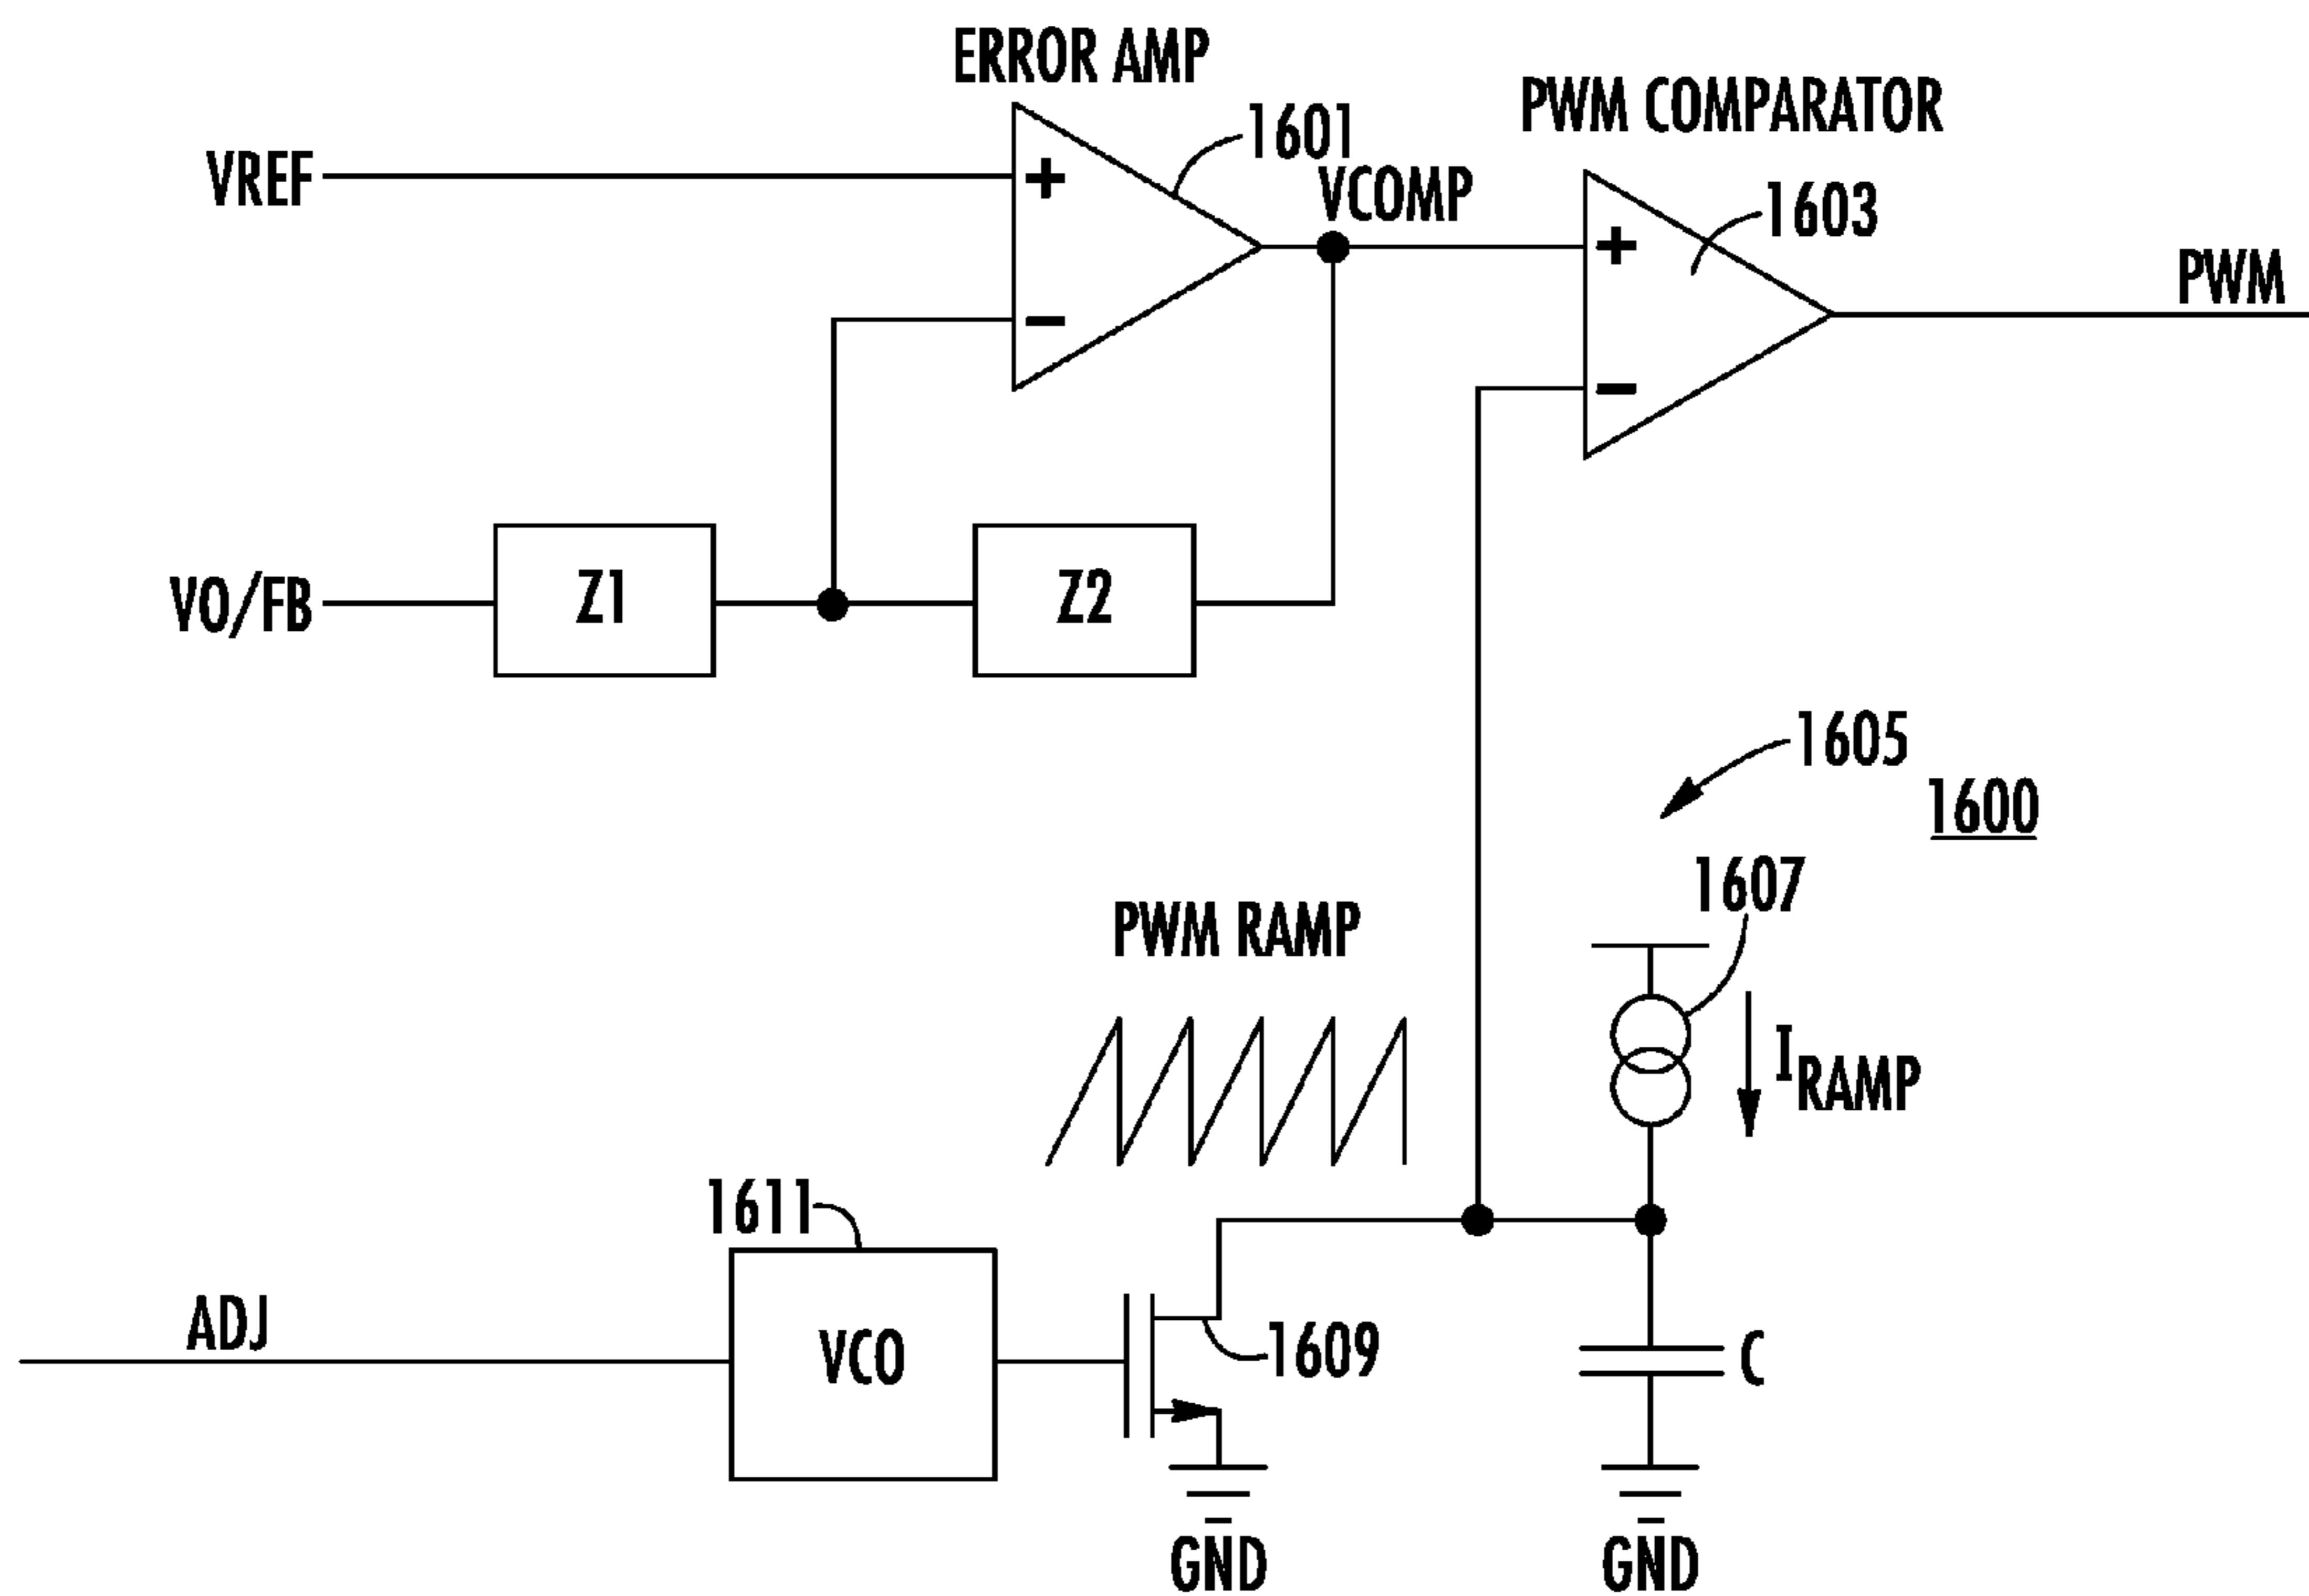 ERROR AMP
PWM COMPARATOR
1601
VREF
+
VCOMP
1603
+
PWM
−
−
VO/FB
Z1
Z2
1605
1600
1607
PWM RAMP
IRAMP
1611
ADJ
VCO
1609
C
GND
GND